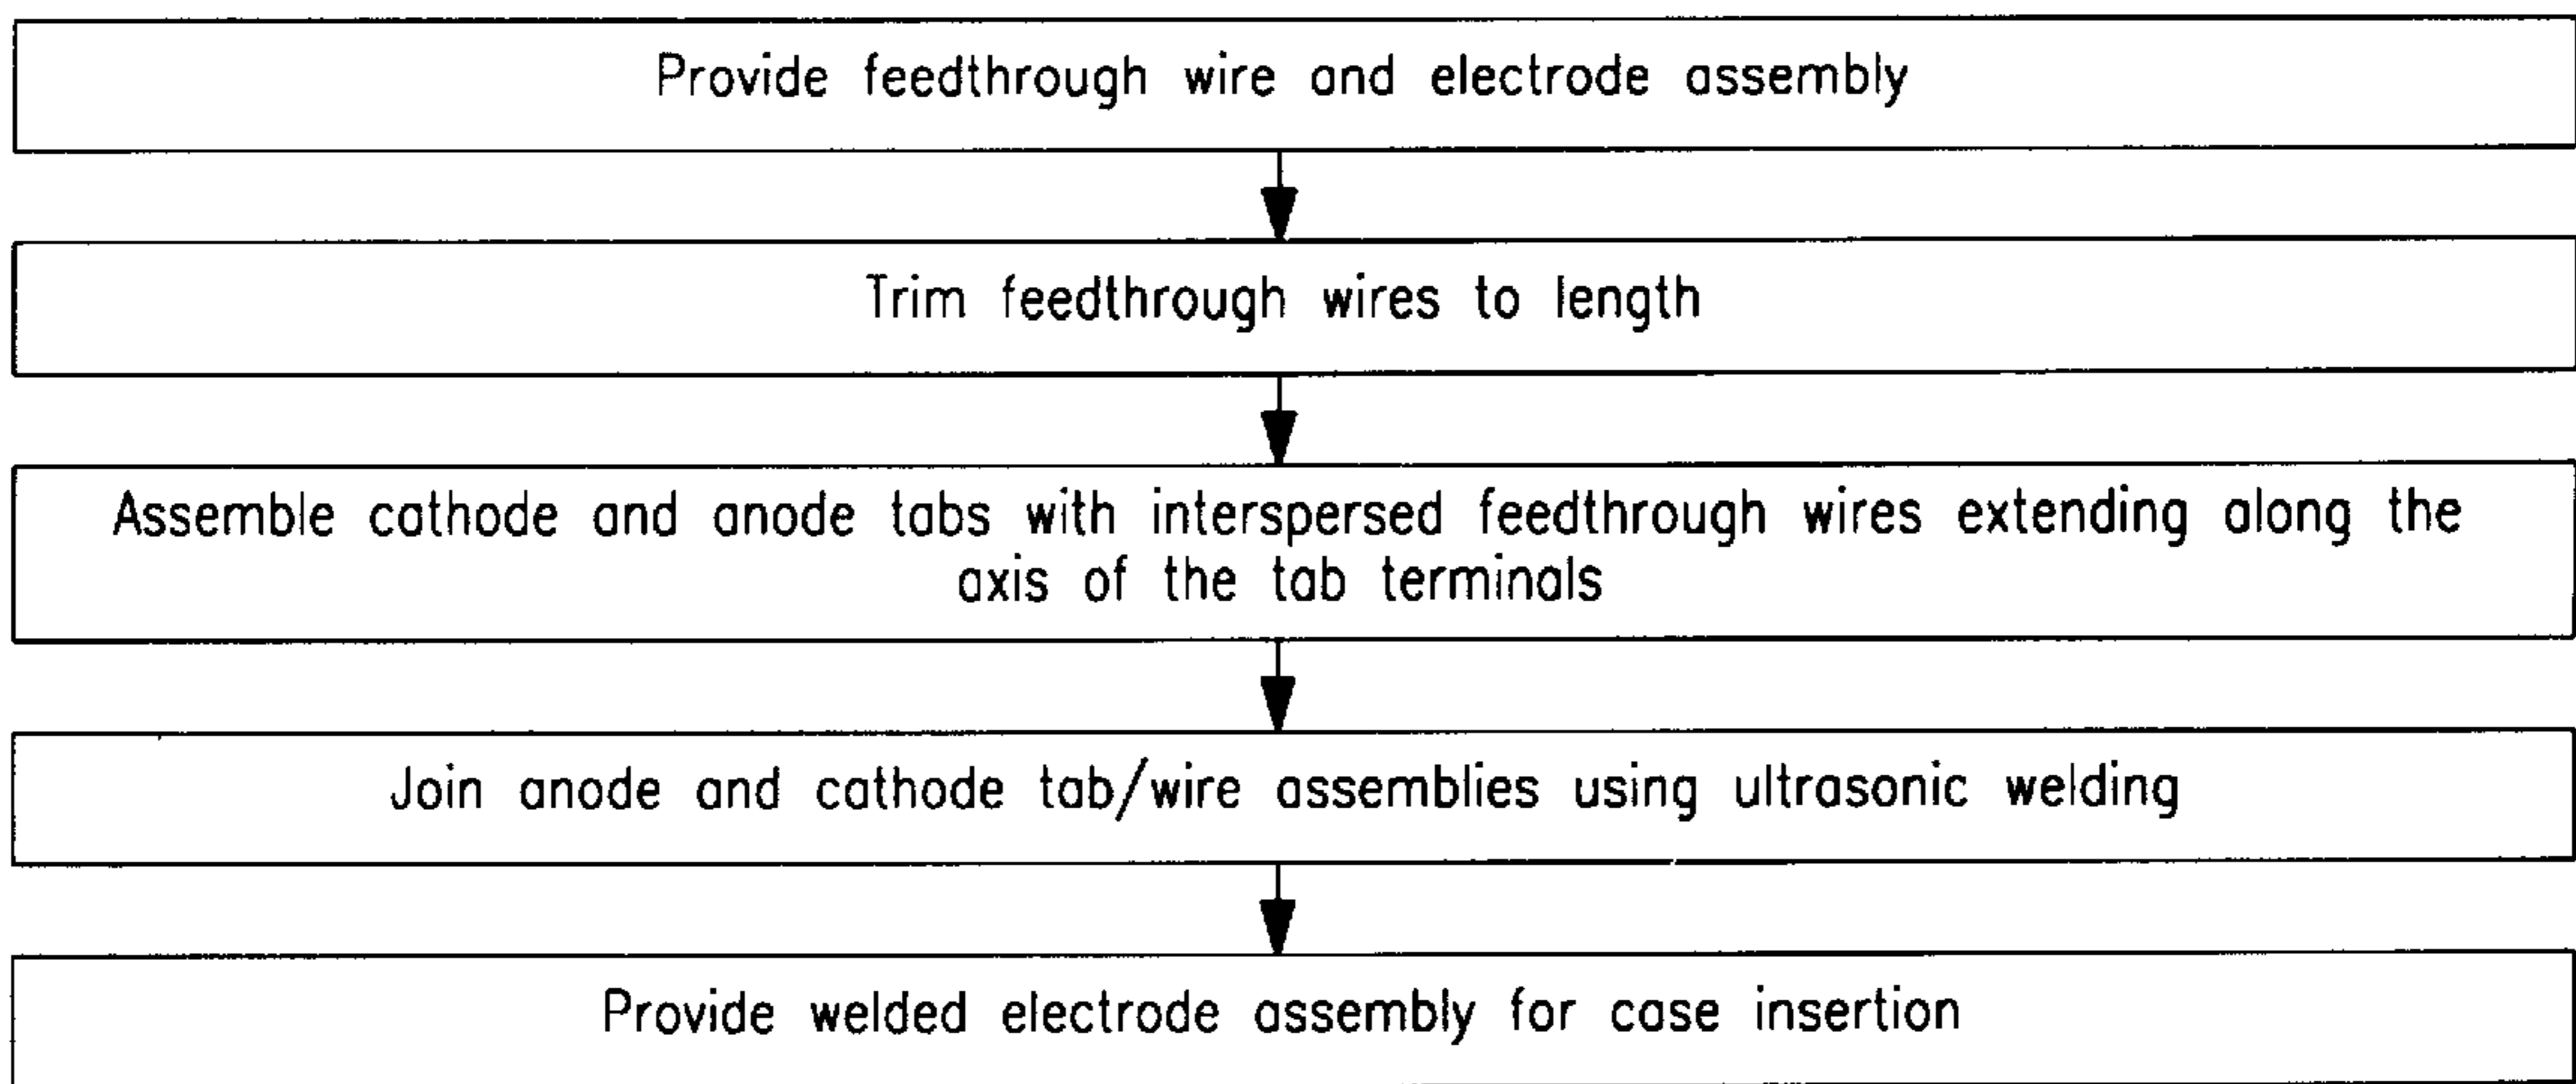 Provide feedthrough wire and electrode assembly
Trim feedthrough wires to length
Assemble cathode and anode tabs with interspersed feedthrough wires extending along the
axis of the tab terminals
Join anode and cathode tab/wire assemblies using ultrasonic welding
Provide welded electrode assembly for case insertion